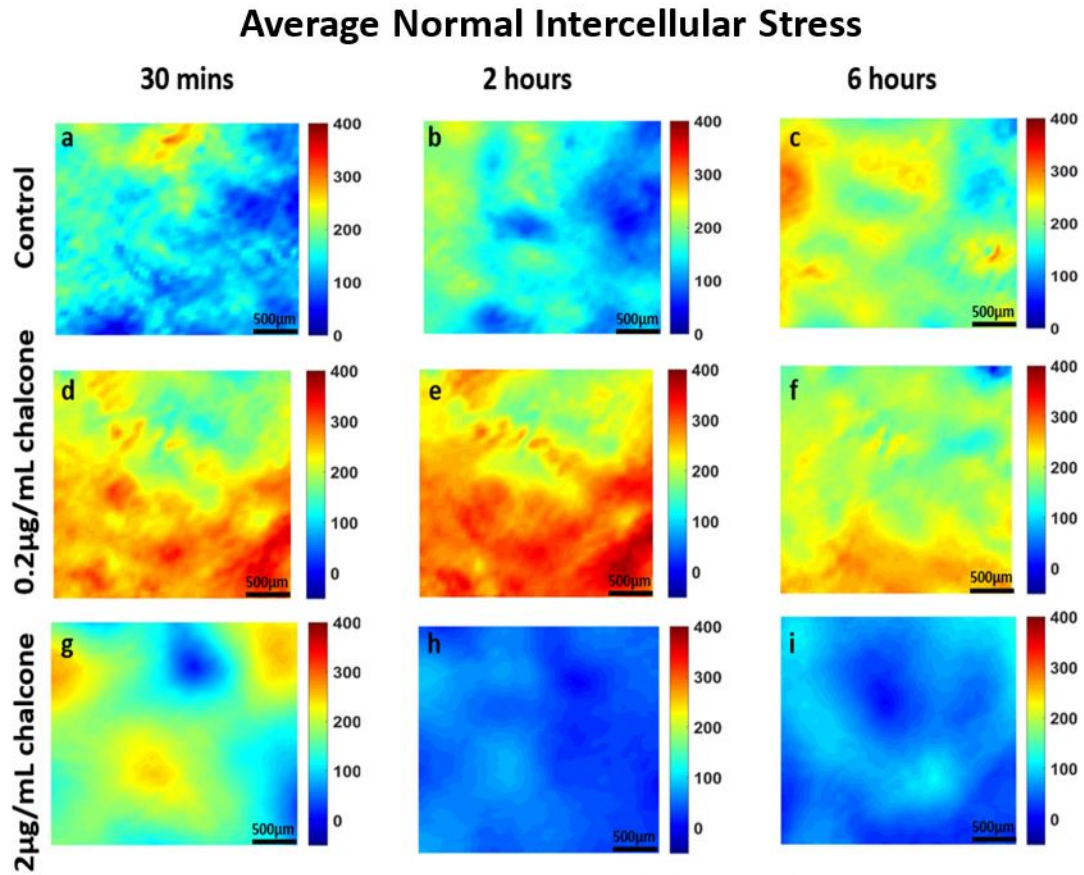 Average Normal Intercellular Stress
30 mins
2 hours
6 hours
Control
a
500µm
400
300
200
100
0
b
500µm
400
300
200
100
0
c
500µm
400
300
200
100
0
0.2µg/mL chalcone
d
500µm
400
300
200
100
0
e
500µm
400
300
200
100
0
f
500µm
400
300
200
100
0
2µg/mL chalcone
g
500µm
400
300
200
100
0
h
500µm
400
300
200
100
0
i
500µm
400
300
200
100
0